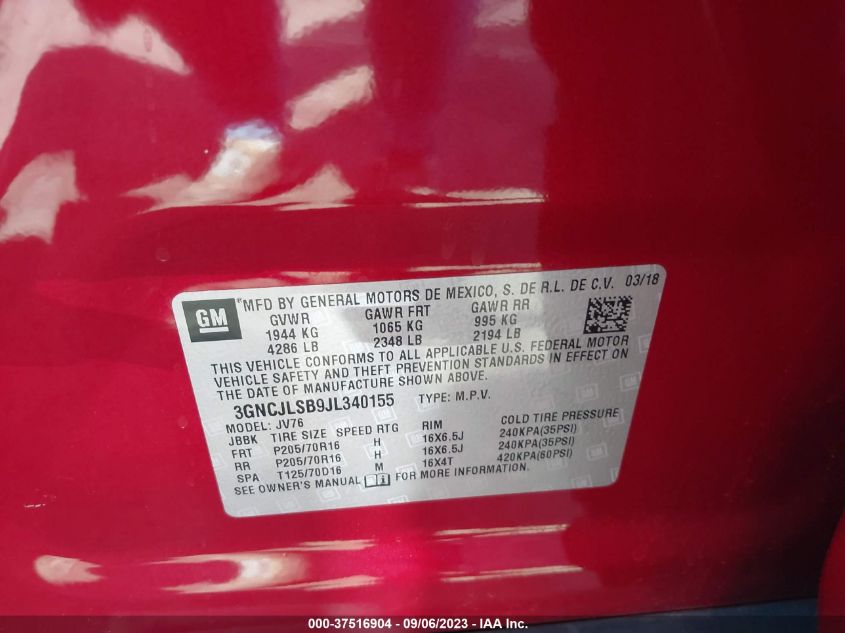 GM
MFD BY GENERAL MOTORS DE MEXICO, S. DE R.L. DE C.V. 03/18
GVWR GAWR FRT GAWR RR
1944 KG 1065 KG 995 KG
4286 LB 2348 LB 2194 LB
THIS VEHICLE CONFORMS TO ALL APPLICABLE U.S. FEDERAL MOTOR
VEHICLE SAFETY AND THEFT PREVENTION STANDARDS IN EFFECT ON
THE DATE OF MANUFACTURE SHOWN ABOVE.
3GNCJLSB9JL340155 TYPE: M.P.V.
MODEL: JV76
JBBK TIRE SIZE SPEED RTG RIM COLD TIRE PRESSURE
FRT P205/70R16 H 16X6.5J 240KPA(35PSI)
RR P205/70R16 H 16X6.5J 240KPA(35PSI)
SPA T125/70D16 M 16X4T 420KPA(60PSI)
SEE OWNER'S MANUAL FOR MORE INFORMATION.
000-37516904 - 09/06/2023 - IAA Inc.